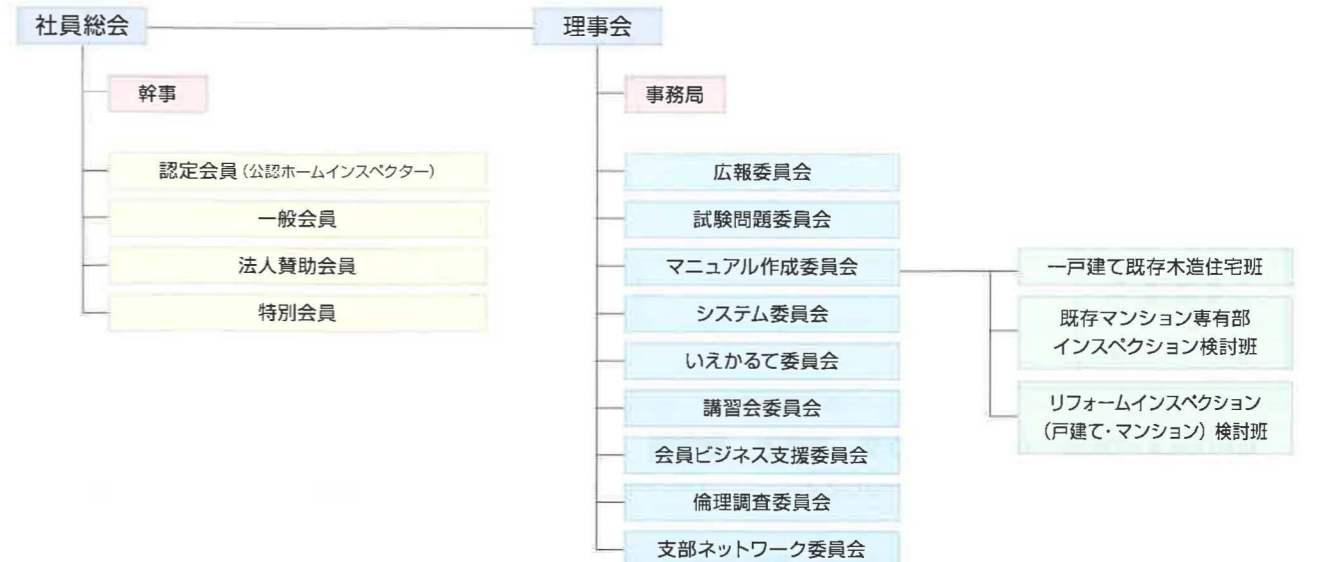 社員総会
理事会
幹事
事務局
認定会員(公認ホームインスペクター)
一般会員
法人賛助会員
特別会員
広報委員会
試験問題委員会
マニュアル作成委員会
システム委員会
いえかるて委員会
講習会委員会
会員ビジネス支援委員会
倫理調査委員会
支部ネットワーク委員会
一戸建て既存木造住宅班
既存マンション専有部
インスペクション検討班
リフォームインスペクション
(戸建て・マンション)検討班